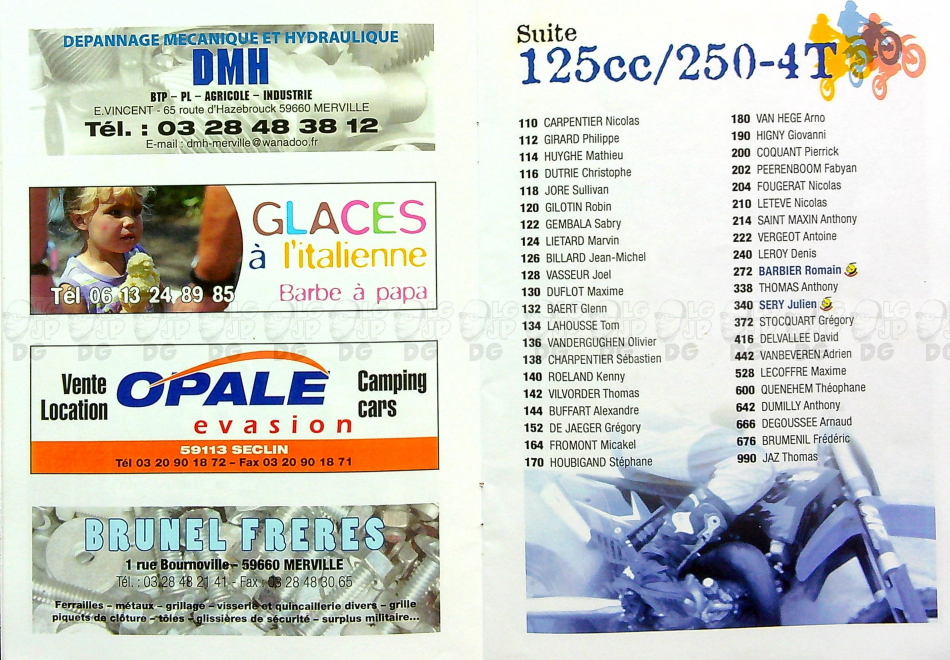 DEPANNAGE MECANIQUE ET HYDRAULIQUE
DMH
BTP – PL – AGRICOLE – INDUSTRIE
E.VINCENT - 65 route d'Hazebrouck 59660 MERVILLE
Tél. : 03 28 48 38 12
E-mail : dmh-merville@wanadoo.fr
GLACES
à l'italienne
Barbe à papa
Tél 06 13 24 89 85
Vente
Location
OPALE
evasion
Camping
cars
59113 SECLIN
Tél 03 20 90 18 72 – Fax 03 20 90 18 71
BRUNEL FRERES
1 rue Bournoville – 59660 MERVILLE
Tél. : 03 28 48 21 41 - Fax : 03 28 48 30 65
Ferrailles – métaux – grillage – visserie et quincaillerie divers – grille
piquets de clôture – tôles – glissières de sécurité – surplus militaire...
Suite
125cc/250-4T
110 CARPENTIER Nicolas
112 GIRARD Philippe
114 HUYGHE Mathieu
116 DUTRIE Christophe
118 JORE Sullivan
120 GILOTIN Robin
122 GEMBALA Sabry
124 LIETARD Marvin
126 BILLARD Jean-Michel
128 VASSEUR Joel
130 DUFLOT Maxime
132 BAERT Glenn
134 LAHOUSSE Tom
136 VANDERGUGHEN Olivier
138 CHARPENTIER Sébastien
140 ROELAND Kenny
142 VILVORDER Thomas
144 BUFFART Alexandre
152 DE JAEGER Grégory
164 FROMONT Micakel
170 HOUBIGAND Stéphane
180 VAN HEGE Arno
190 HIGNY Giovanni
200 COQUANT Pierrick
202 PEERENBOOM Fabyan
204 FOUGERAT Nicolas
210 LETEVE Nicolas
214 SAINT MAXIN Anthony
222 VERGEOT Antoine
240 LEROY Denis
272 BARBIER Romain
338 THOMAS Anthony
340 SERY Julien
372 STOCQUART Grégory
416 DELVALLEE David
442 VANBEVEREN Adrien
528 LECOFFRE Maxime
600 QUENEHEM Théophane
642 DUMILLY Anthony
666 DEGOUSSEE Arnaud
676 BRUMENIL Frédéric
990 JAZ Thomas